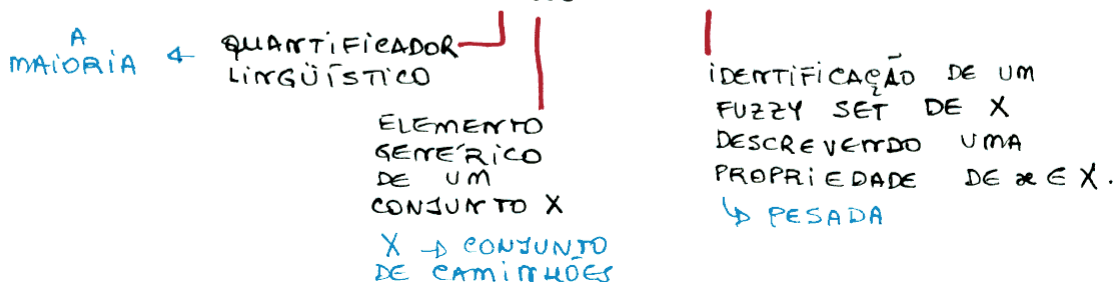 A
MAIORIA ← QUANTIFICADOR
LINGÜÍSTICO
ELEMENTO
GENÉRICO
DE UM
CONJUNTO X
X → CONJUNTO
DE CAMINHÕES
IDENTIFICAÇÃO DE UM
FUZZY SET DE X
DESCREVENDO UMA
PROPRIEDADE DE x ∈ X.
↳ PESADA